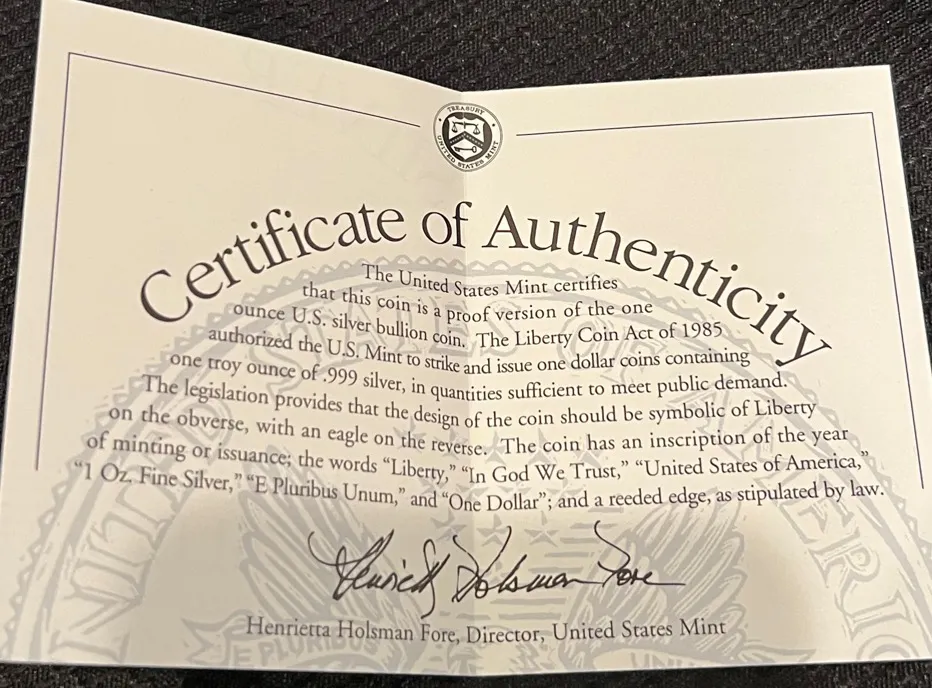 TREASURY
UNITED STATES MINT
Certificate of Authenticity
The United States Mint certifies
that this coin is a proof version of the one
ounce U.S. silver bullion coin. The Liberty Coin Act of 1985
authorized the U.S. Mint to strike and issue one dollar coins containing
one troy ounce of .999 silver, in quantities sufficient to meet public demand.
The legislation provides that the design of the coin should be symbolic of Liberty
on the obverse, with an eagle on the reverse. The coin has an inscription of the year
of minting or issuance; the words “Liberty,” “In God We Trust,” “United States of America,”
“1 Oz. Fine Silver,” “E Pluribus Unum,” and “One Dollar”; and a reeded edge, as stipulated by law.
Henrietta Holsman Fore
Henrietta Holsman Fore, Director, United States Mint
UNITED STATES OF AMERIC
E PLURIBUS UNU